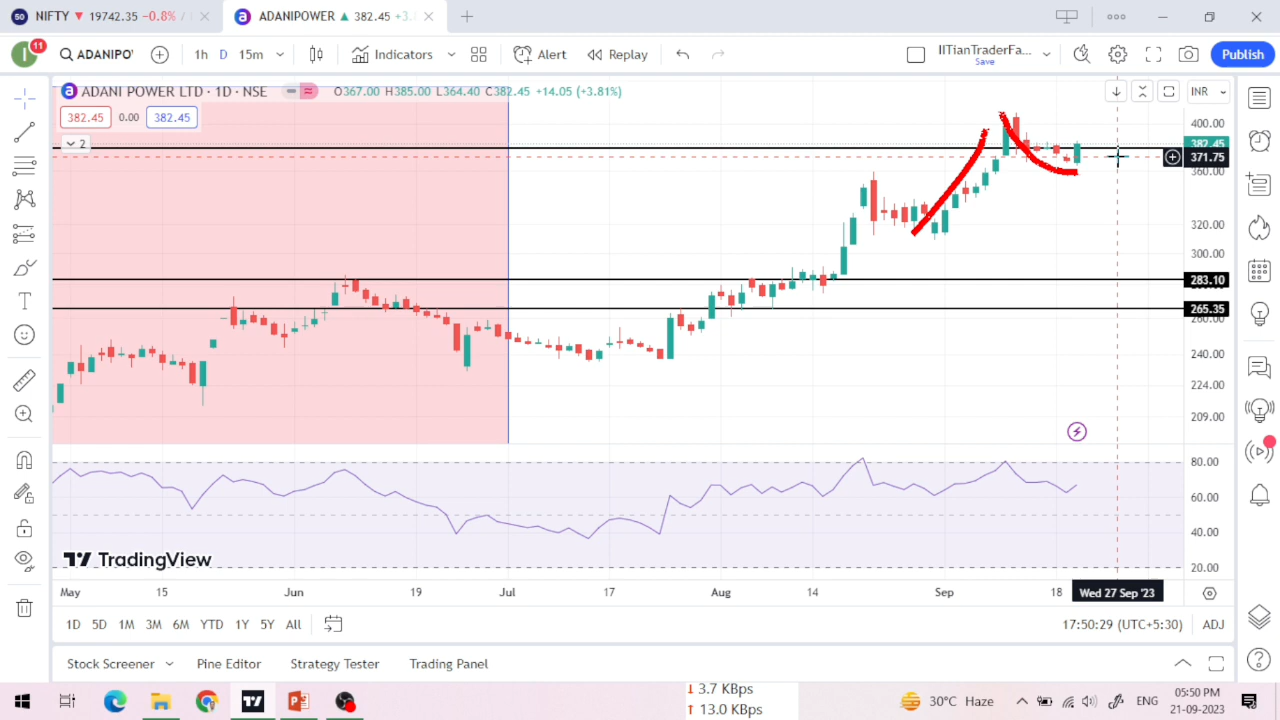 50 NIFTY ▼ 19742.35 −0.8% /
ADANIPOWER ▲ 382.45 +3.
I 11 ADANIPO 1h D 15m Indicators Alert Replay IITianTraderFa... Save Publish
ADANI POWER LTD · 1D · NSE O367.00 H385.00 L364.40 C382.45 +14.05 (+3.81%) INR
382.45 0.00 382.45
2
400.00
382.45
371.75
360.00
320.00
300.00
283.10
265.35
260.00
240.00
224.00
209.00
80.00
60.00
40.00
20.00
TradingView
May 15 Jun 19 Jul 17 Aug 14 Sep 18 Wed 27 Sep '23
1D 5D 1M 3M 6M YTD 1Y 5Y All 17:50:29 (UTC+5:30) ADJ
Stock Screener Pine Editor Strategy Tester Trading Panel
↓ 3.7 KBps
↑ 13.0 KBps
30°C Haze ENG
05:50 PM
21-09-2023